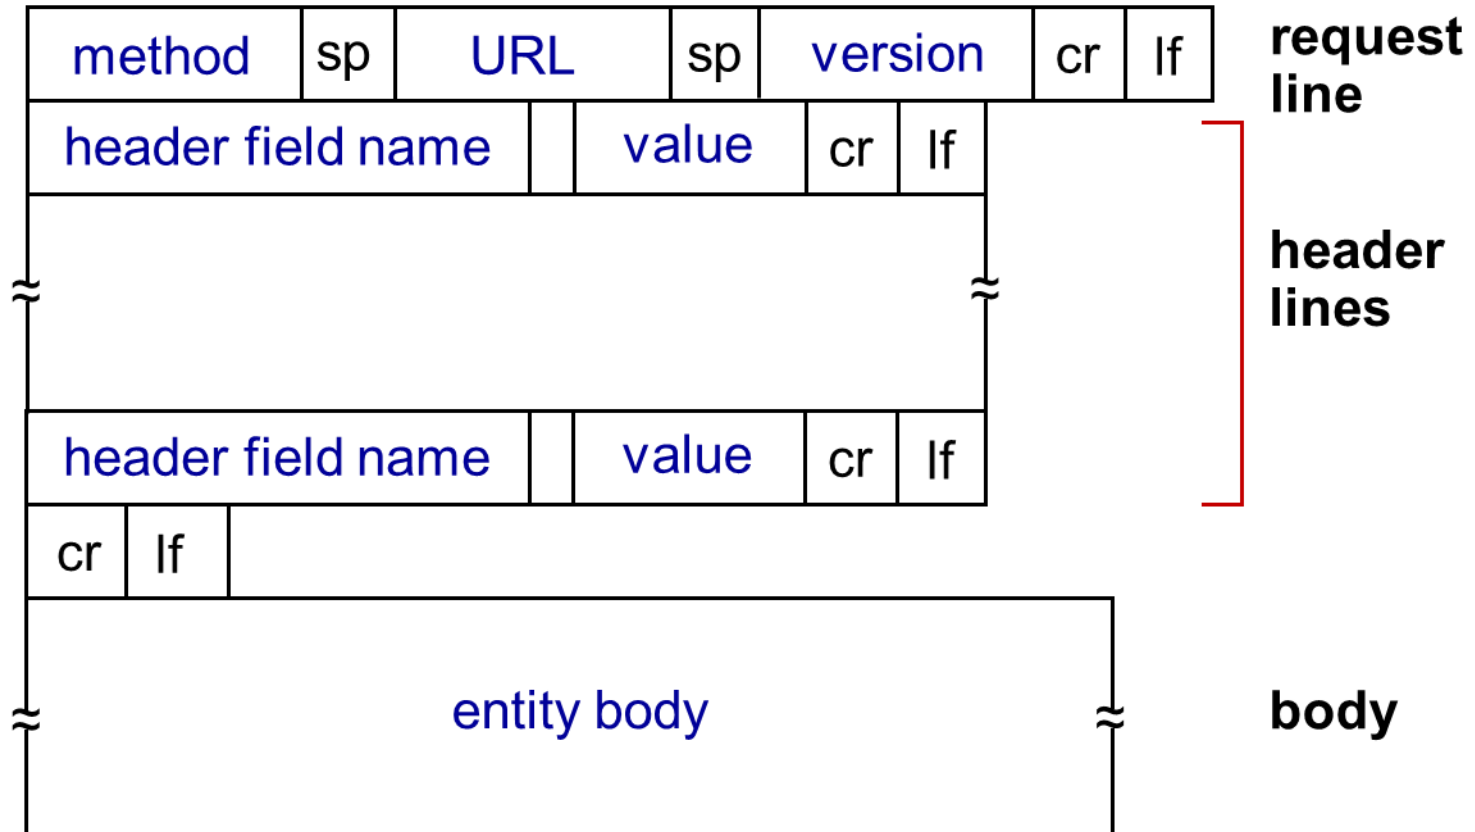 method sp URL sp version cr lf request
line
header field name value cr lf
header
lines
header field name value cr lf
cr lf
entity body body